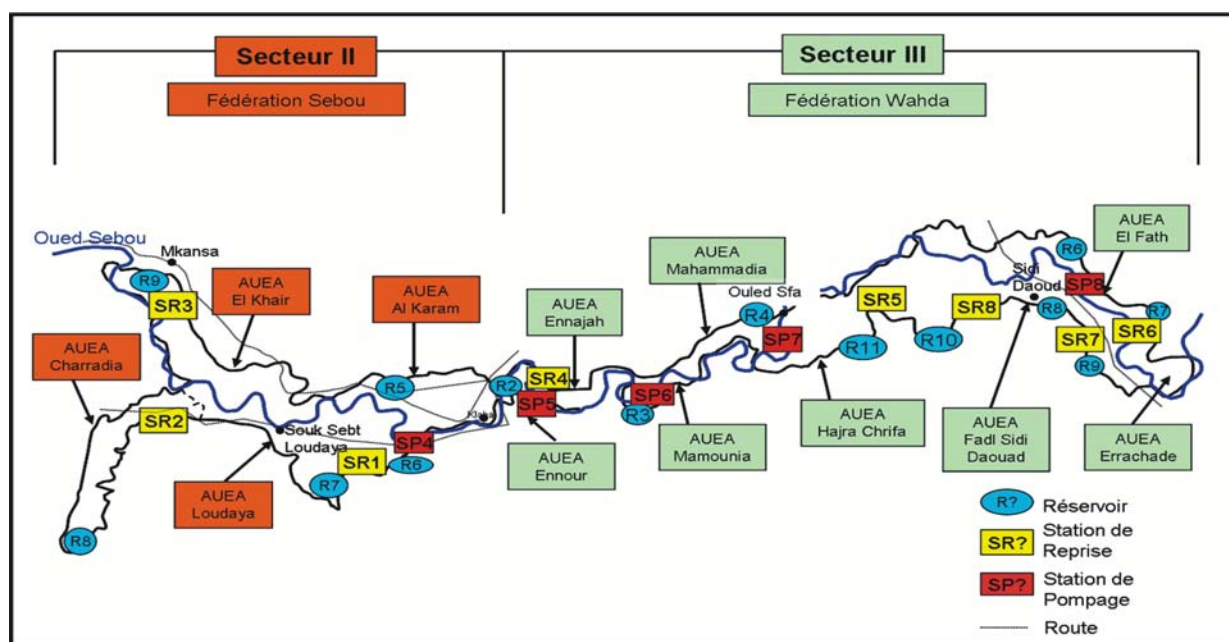 Secteur II
Secteur III
Fédération Sebou
Fédération Wahda
Oued Sebou
Mkansa
R9
SR3
AUEA
El Khair
AUEA
Al Karam
AUEA
Ennajah
AUEA
Mahammadia
Ouled Sfa
R4
SP7
SR5
SR8
R11
R10
Sidi
Daoud
R6
AUEA
El Fath
SP8
R8
R7
SR6
SR7
R9
AUEA
Charradia
SR2
R5
R2
SR4
SP5
SP6
R3
Souk Sebt
Loudaya
SP4
SR1
R6
R7
AUEA
Loudaya
R8
AUEA
Ennour
AUEA
Mamounia
AUEA
Hajra Chrifa
AUEA
Fadl Sidi
Daouad
AUEA
Errachade
R?
Réservoir
SR?
Station de
Reprise
SP?
Station de
Pompage
Route